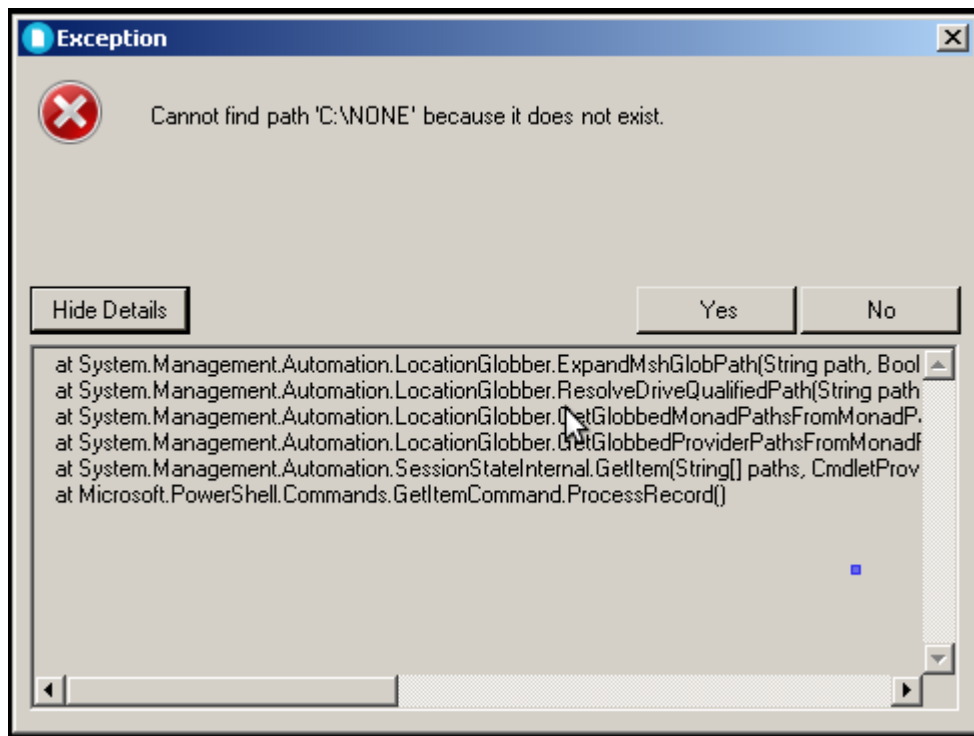 Exception
Cannot find path 'C:\NONE' because it does not exist.
Hide Details
Yes
No
at System.Management.Automation.LocationGlobber.ExpandMshGlobPath(String path, Bool
at System.Management.Automation.LocationGlobber.ResolveDriveQualifiedPath(String path
at System.Management.Automation.LocationGlobber.GetGlobbedMonadPathsFromMonadP
at System.Management.Automation.LocationGlobber.GetGlobbedProviderPathsFromMonadP
at System.Management.Automation.SessionStateInternal.GetItem(String[] paths, CmdletProv
at Microsoft.PowerShell.Commands.GetItemCommand.ProcessRecord()